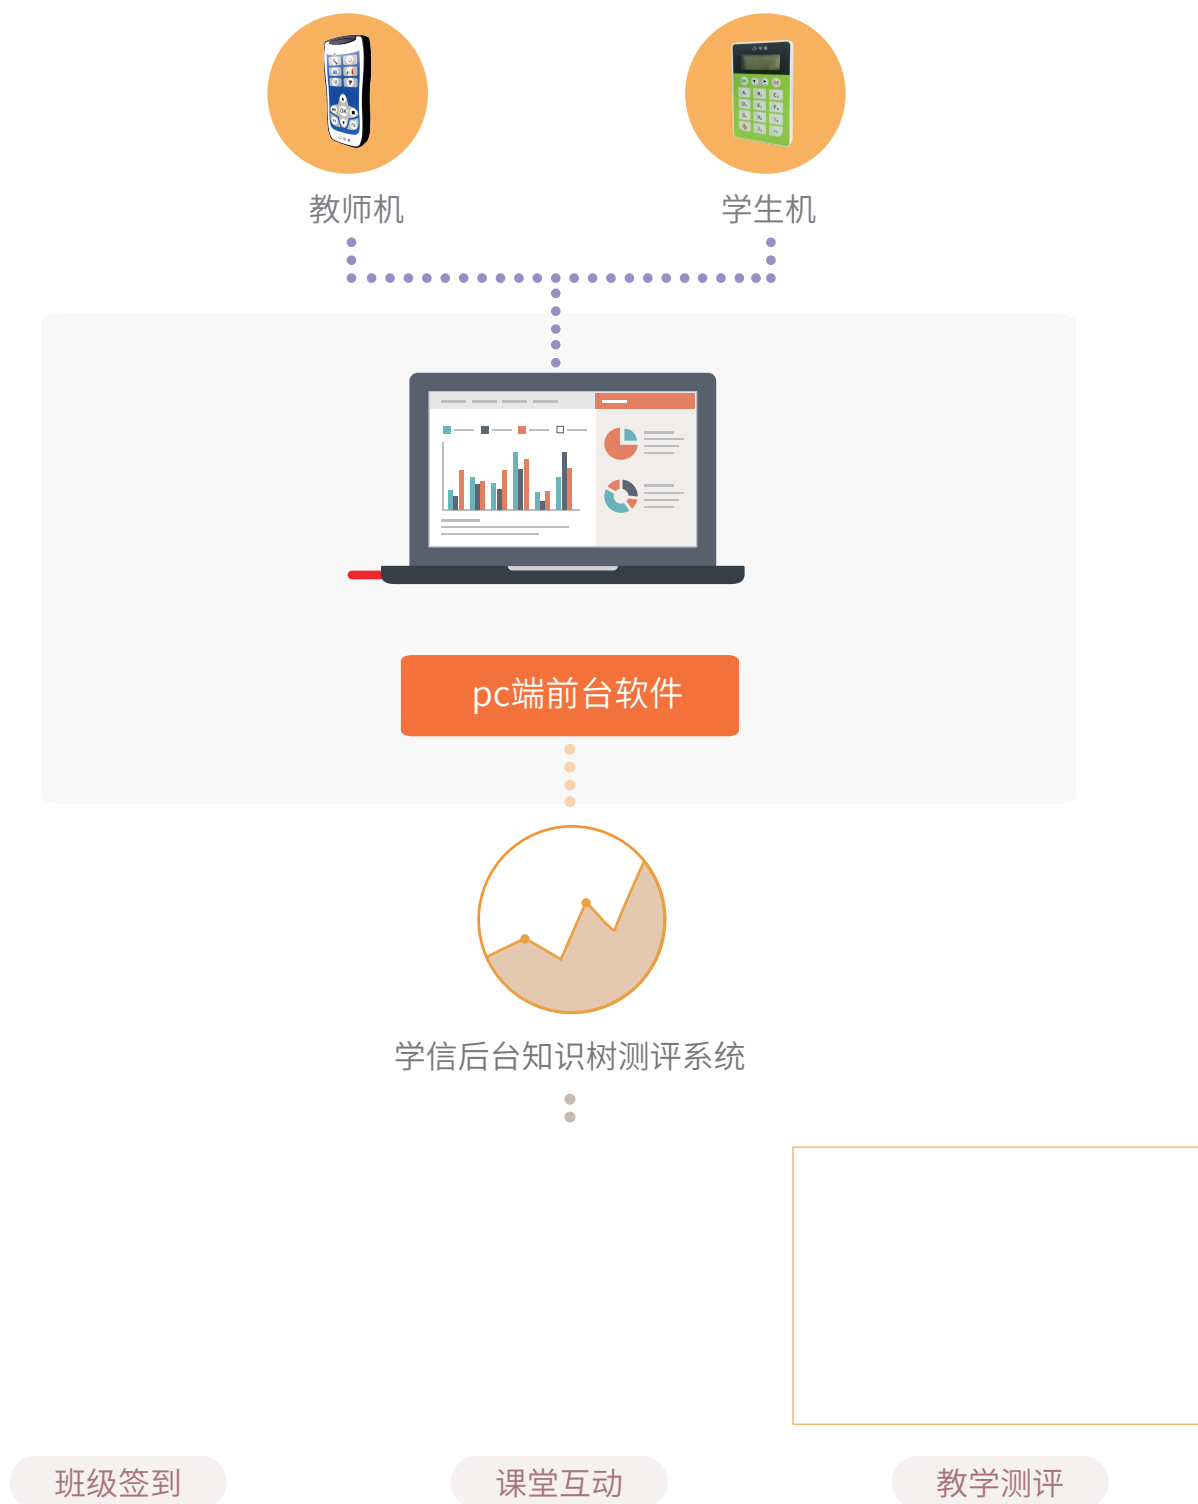 教师机
学生机
pc端前台软件
学信后台知识树测评系统
班级签到
课堂互动
教学测评